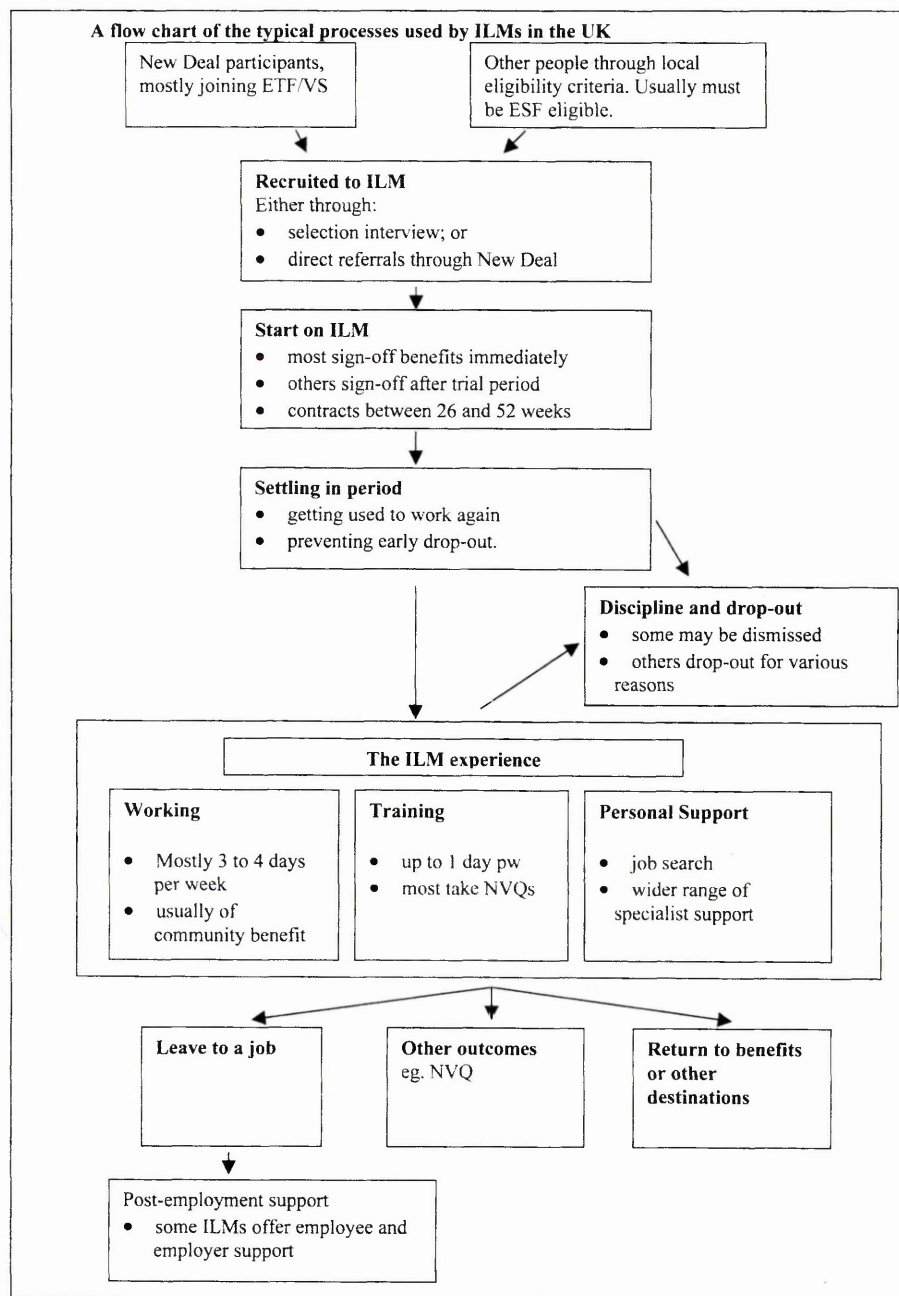 A flow chart of the typical processes used by ILMs in the UK
New Deal participants,
mostly joining ETF/VS
Other people through local
eligibility criteria. Usually must
be ESF eligible.
Recruited to ILM
Either through:
• selection interview; or
• direct referrals through New Deal
Start on ILM
• most sign-off benefits immediately
• others sign-off after trial period
• contracts between 26 and 52 weeks
Settling in period
• getting used to work again
• preventing early drop-out.
Discipline and drop-out
• some may be dismissed
• others drop-out for various
reasons
The ILM experience
Working
• Mostly 3 to 4 days
per week
• usually of
community benefit
Training
• up to 1 day pw
• most take NVQs
Personal Support
• job search
• wider range of
specialist support
Leave to a job
Other outcomes
eg. NVQ
Return to benefits
or other
destinations
Post-employment support
• some ILMs offer employee and
employer support